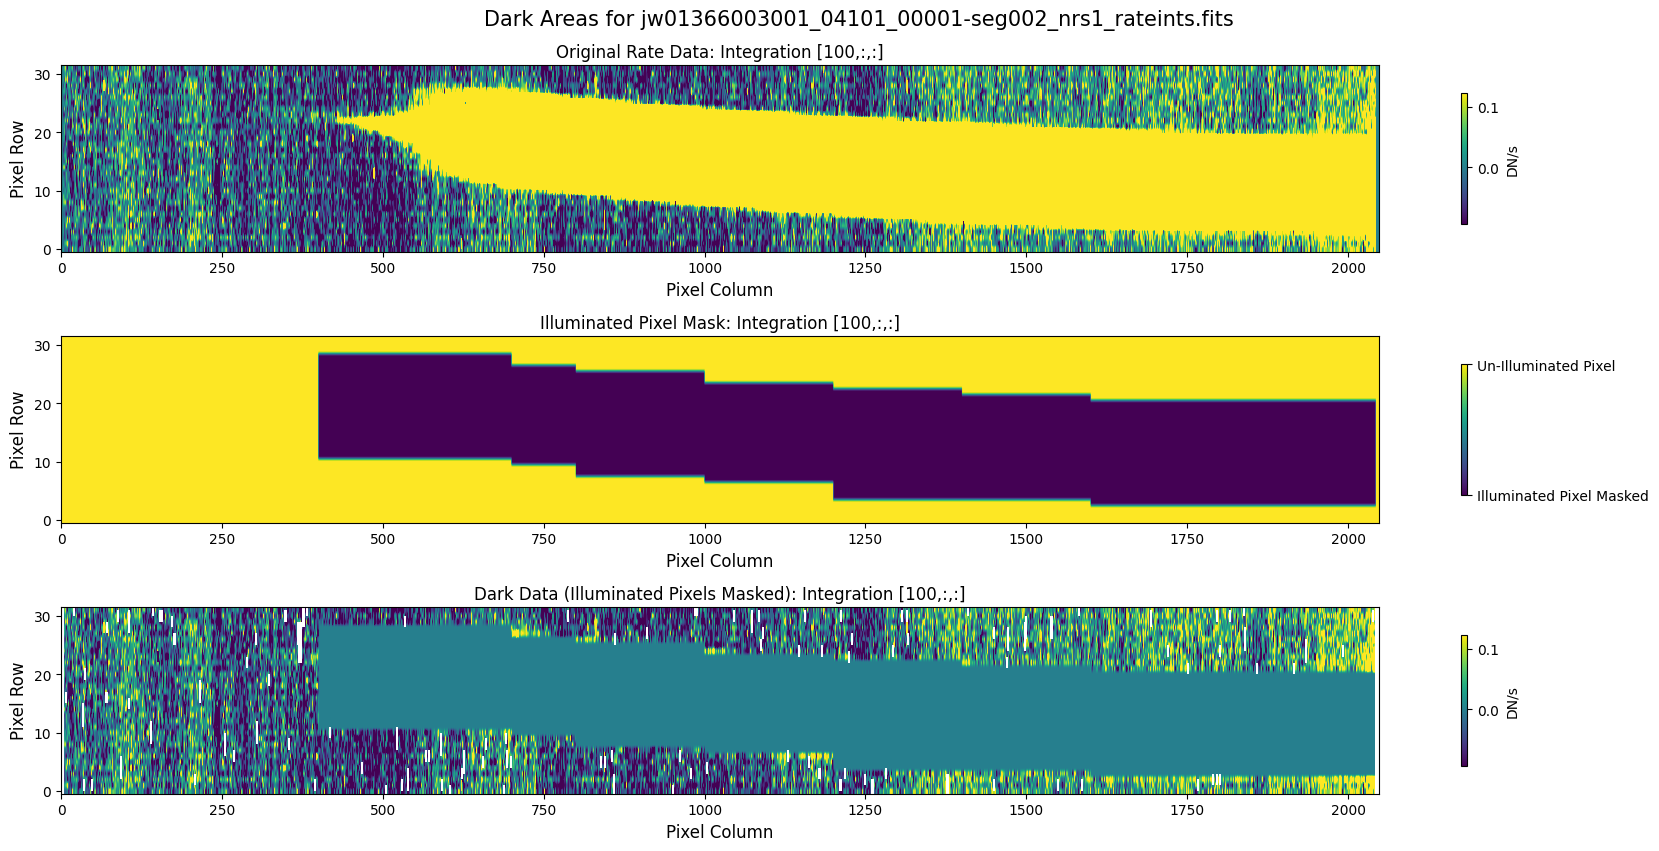 Dark Areas for jw01366003001_04101_00001-seg002_nrs1_rateints.fits
Original Rate Data: Integration [100,:,:]
30
20
10
0
Pixel Row
0 250 500 750 1000 1250 1500 1750 2000
Pixel Column
0.1
0.0
DN/s
Illuminated Pixel Mask: Integration [100,:,:]
30
20
10
0
Pixel Row
0 250 500 750 1000 1250 1500 1750 2000
Pixel Column
Un-Illuminated Pixel
Illuminated Pixel Masked
Dark Data (Illuminated Pixels Masked): Integration [100,:,:]
30
20
10
0
Pixel Row
0 250 500 750 1000 1250 1500 1750 2000
Pixel Column
0.1
0.0
DN/s